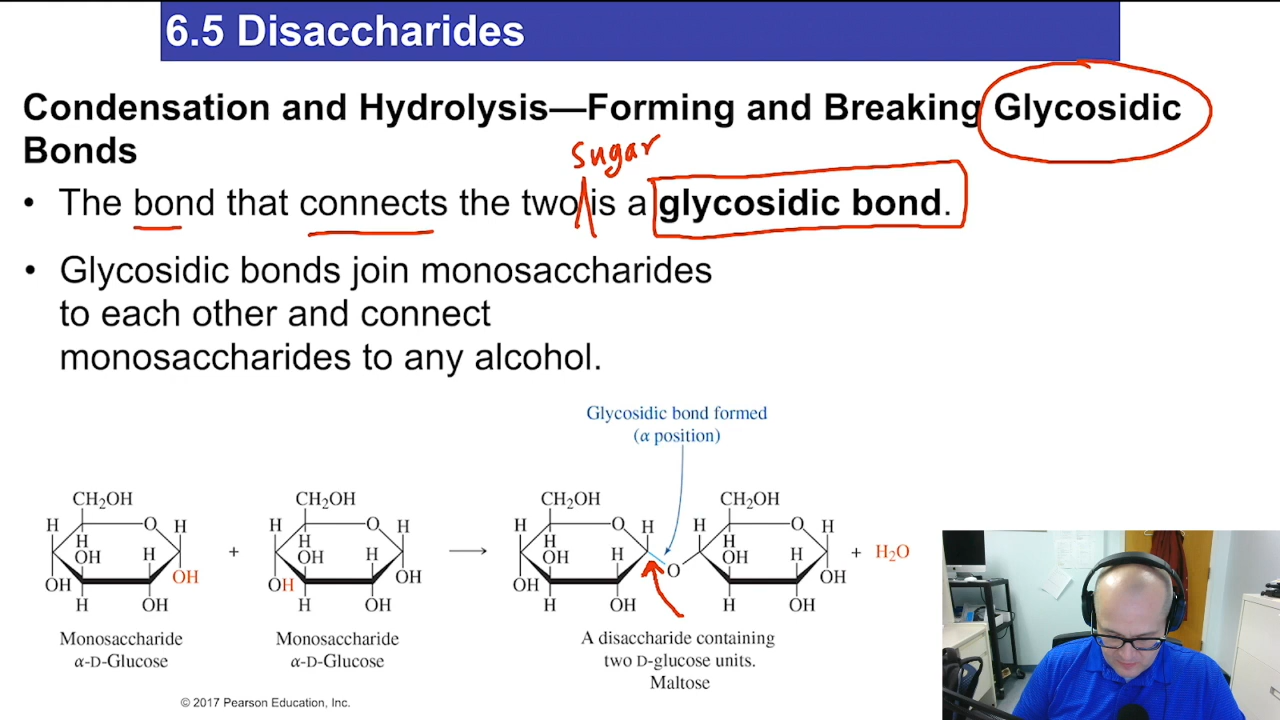 6.5 Disaccharides
Condensation and Hydrolysis—Forming and Breaking Glycosidic
Bonds
sugar
• The bond that connects the two is a glycosidic bond.
• Glycosidic bonds join monosaccharides
to each other and connect
monosaccharides to any alcohol.
Glycosidic bond formed
(α position)
CH₂OH CH₂OH CH₂OH CH₂OH
H O H H O H H O H H O H
H H H H
OH H + OH H → OH H O OH H + H₂O
OH OH OH OH OH OH
H OH H OH H OH H OH
Monosaccharide
α-D-Glucose
Monosaccharide
α-D-Glucose
A disaccharide containing
two D-glucose units.
Maltose
© 2017 Pearson Education, Inc.